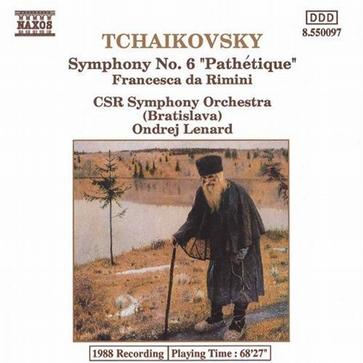 NAXOS
DDD
8.550097
TCHAIKOVSKY
Symphony No. 6 "Pathétique"
Francesca da Rimini
CSR Symphony Orchestra
(Bratislava)
Ondrej Lenard
1988 Recording
Playing Time : 68'27"